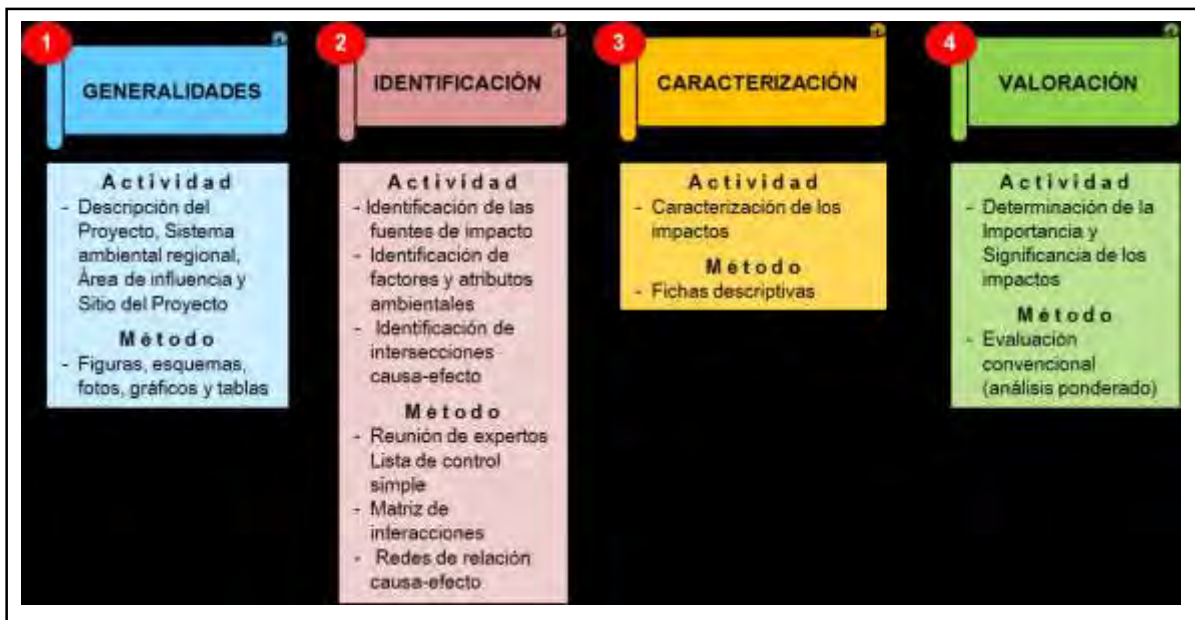 1
GENERALIDADES
Actividad
- Descripción del
Proyecto, Sistema
ambiental regional,
Área de influencia y
Sitio del Proyecto
Método
- Figuras, esquemas,
fotos, gráficos y tablas
2
IDENTIFICACIÓN
Actividad
- Identificación de las
fuentes de impacto
- Identificación de
factores y atributos
ambientales
- Identificación de
intersecciones
causa-efecto
Método
- Reunión de expertos
Lista de control
simple
- Matriz de
interacciones
- Redes de relación
causa-efecto
3
CARACTERIZACIÓN
Actividad
- Caracterización de los
impactos
Método
- Fichas descriptivas
4
VALORACIÓN
Actividad
- Determinación de la
Importancia y
Significancia de los
impactos
Método
- Evaluación
convencional
(análisis ponderado)